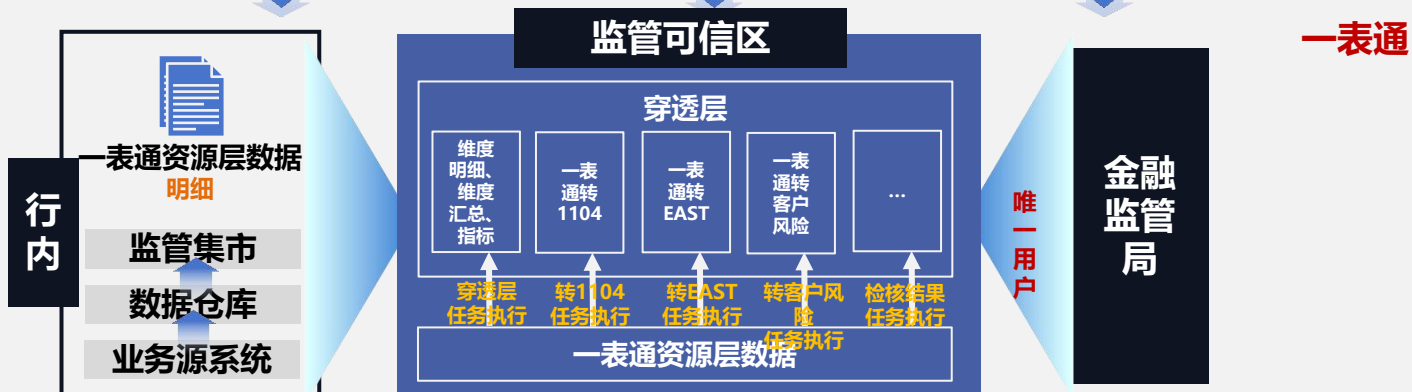 监管可信区
一表通
穿透层
一表通资源层数据
明细
行
内
监管集市
数据仓库
业务源系统
维度
明细、
维度
汇总、
指标
一表
通转
1104
一表
通转
EAST
一表
通转
客户
风险
...
穿透层
任务执行
转1104
任务执行
转EAST
任务执行
转客户风
险
任务执行
检核结果
任务执行
一表通资源层数据
唯
一
用
户
金融
监管
局